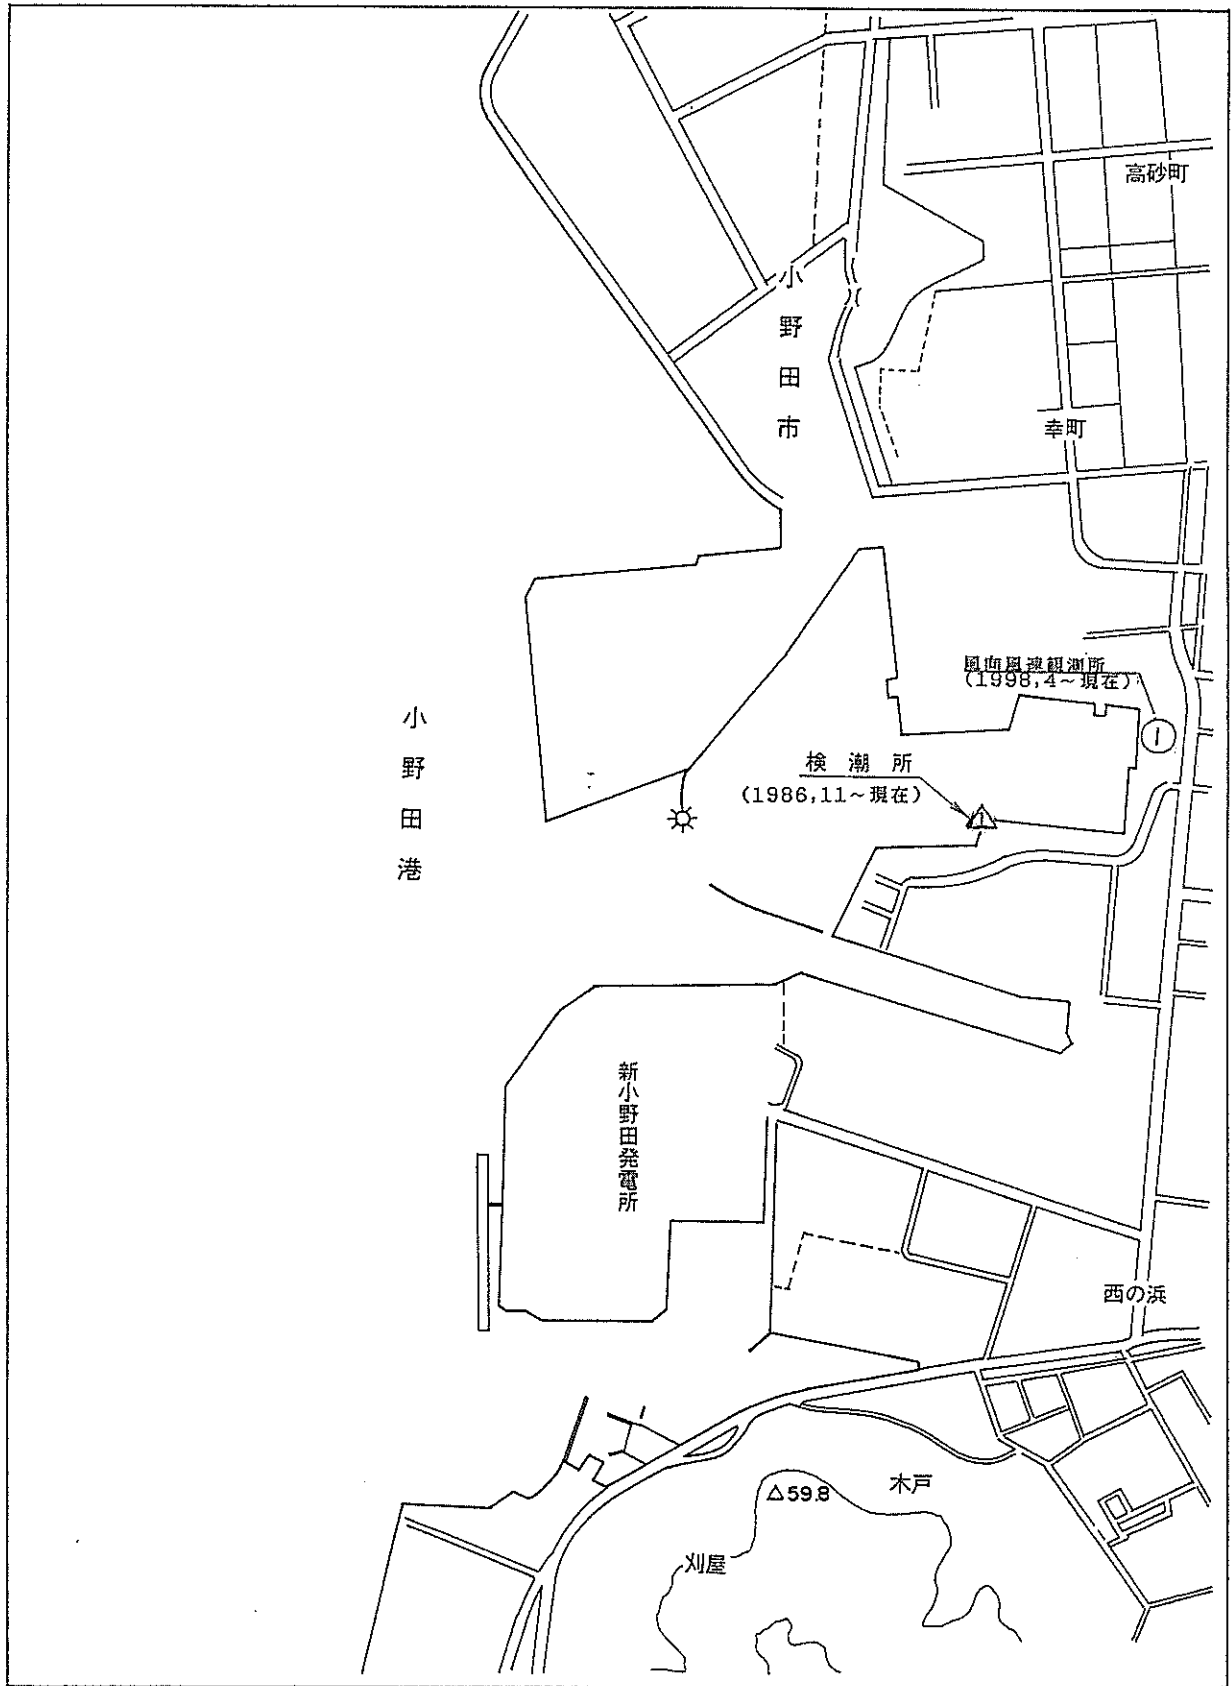 高砂町
小野田市
幸町
風向風速観測所
(1998,4~現在)
1
小野田港
検潮所
(1986,11~現在)
1
新小野田発電所
西の浜
△59.8
木戸
刈屋